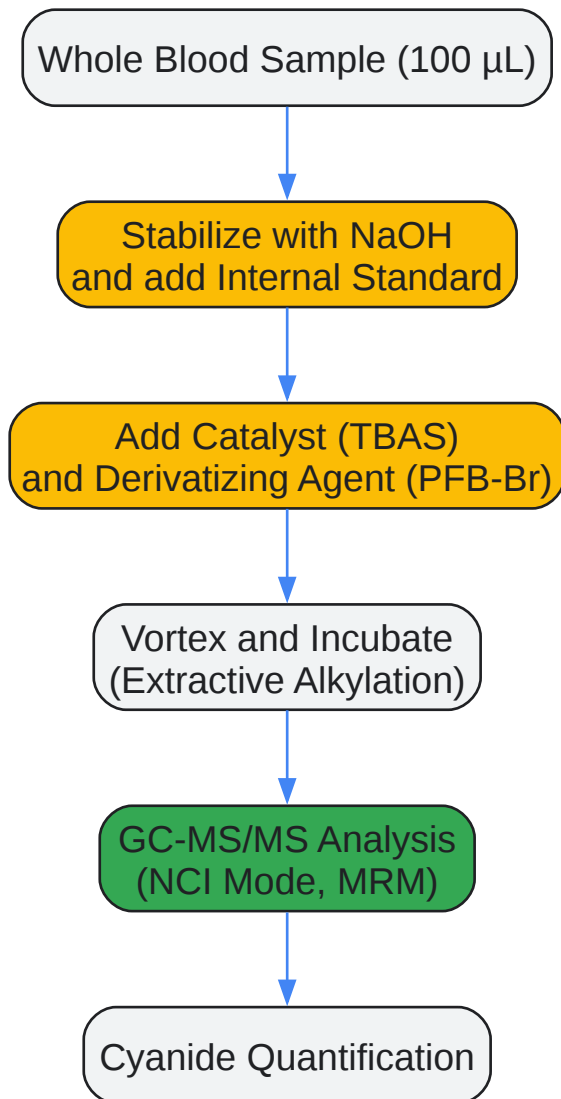 Whole Blood Sample (100 µL)
Stabilize with NaOH
and add Internal Standard
Add Catalyst (TBAS)
and Derivatizing Agent (PFB-Br)
Vortex and Incubate
(Extractive Alkylation)
GC-MS/MS Analysis
(NCI Mode, MRM)
Cyanide Quantification